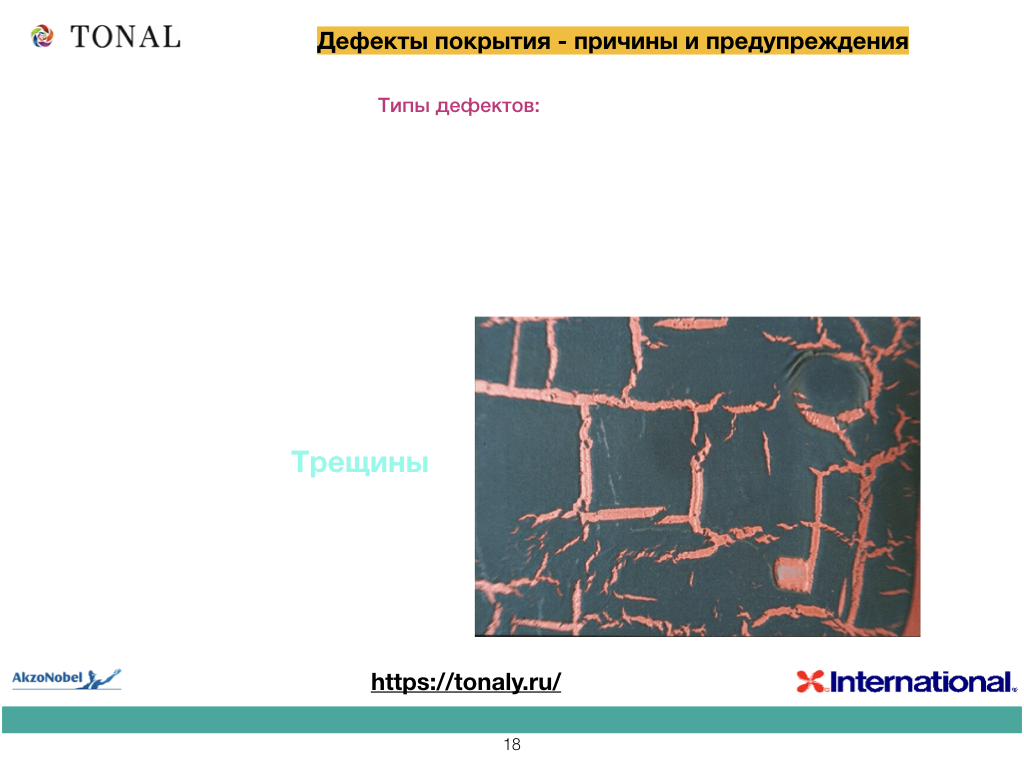 TONAL
Дефекты покрытия - причины и предупреждения
Типы дефектов:
Трещины
AkzoNobel
https://tonaly.ru/
International
18